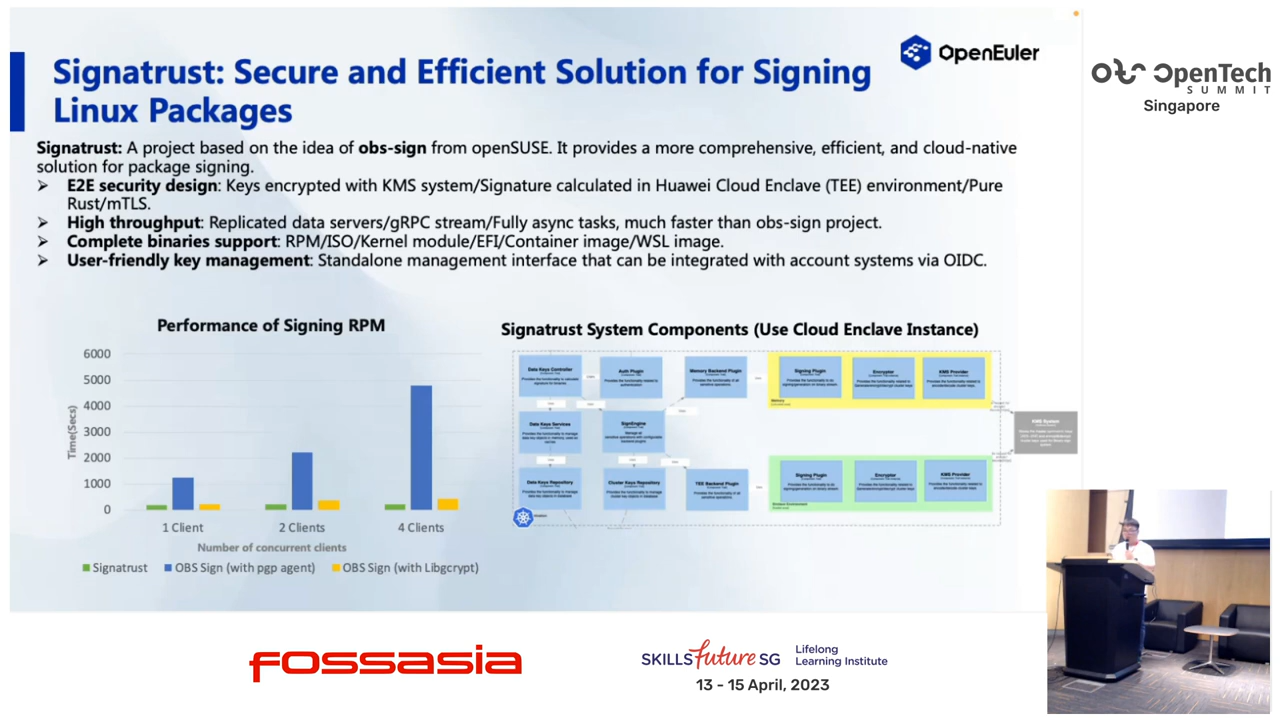 Signatrust: Secure and Efficient Solution for Signing
Linux Packages
OpenEuler
OpenTech
SUMMIT
Singapore
Signatrust: A project based on the idea of obs-sign from openSUSE. It provides a more comprehensive, efficient, and cloud-native
solution for package signing.
➢ E2E security design: Keys encrypted with KMS system/Signature calculated in Huawei Cloud Enclave (TEE) environment/Pure
Rust/mTLS.
➢ High throughput: Replicated data servers/gRPC stream/Fully async tasks, much faster than obs-sign project.
➢ Complete binaries support: RPM/ISO/Kernel module/EFI/Container image/WSL image.
➢ User-friendly key management: Standalone management interface that can be integrated with account systems via OIDC.
Performance of Signing RPM
6000
5000
4000
3000
2000
1000
0
Time(Secs)
1 Client
2 Clients
4 Clients
Number of concurrent clients
Signatrust
OBS Sign (with pgp agent)
OBS Sign (with Libgcrypt)
Signatrust System Components (Use Cloud Enclave Instance)
Data Keys Controller
Auth Plugin
Memory Backend Plugin
Signing Plugin
Encryptor
KMS Provider
Data Keys Services
SignEngine
KMS System
Data Keys Repository
Cluster Keys Repository
TEE Backend Plugin
Signing Plugin
Encryptor
KMS Provider
fossasia
SKILLS future SG
Lifelong
Learning Institute
13 - 15 April, 2023